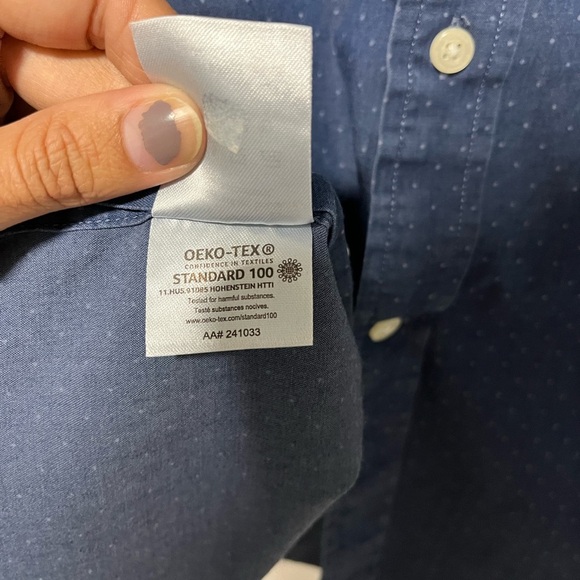 OEKO-TEX®
CONFIDENCE IN TEXTILES
STANDARD 100
11.HUS.91085 HOHENSTEIN HTTI
Tested for harmful substances.
Testé substances nocives.
www.oeko-tex.com/standard100
AA# 241033